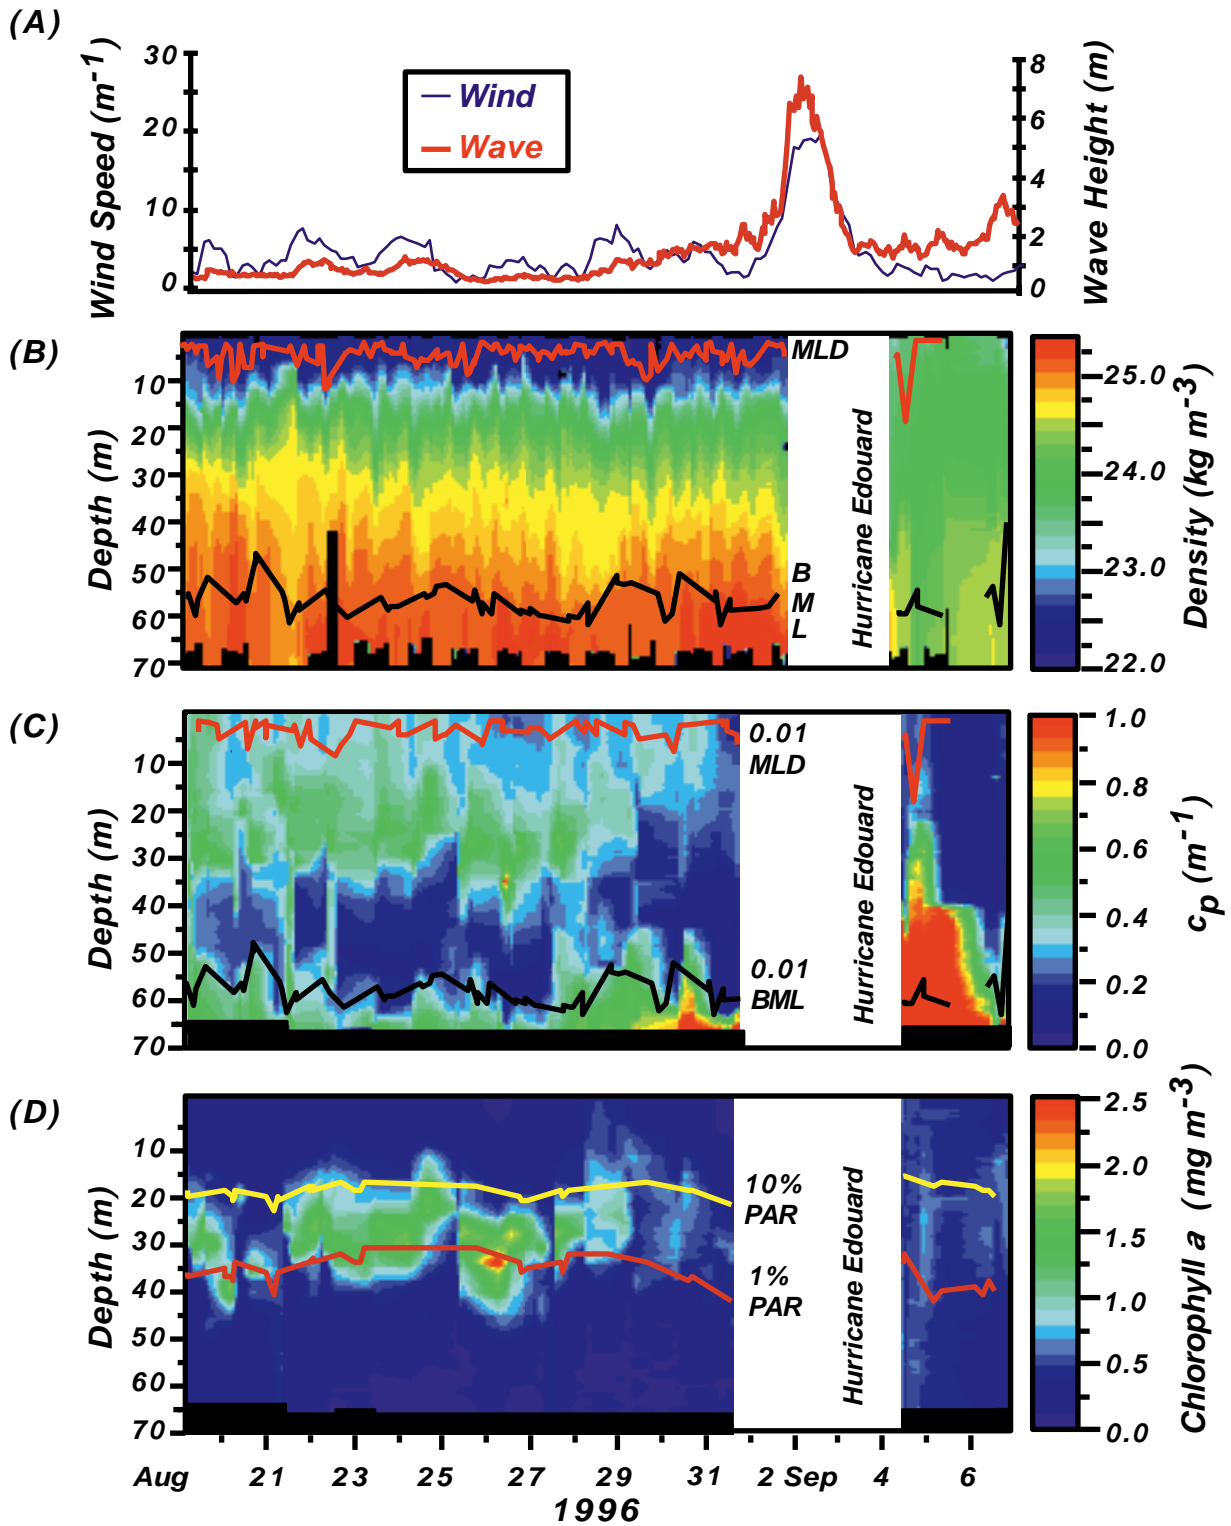 (A)
Wind Speed (m-1)
30
20
10
0
Wind
Wave
8
6
4
2
0
Wave Height (m)
(B)
Depth (m)
10
20
30
40
50
60
70
MLD
B
M
L
Hurricane Edouard
25.0
24.0
23.0
22.0
Density (kg m-3)
(C)
Depth (m)
10
20
30
40
50
60
70
0.01
MLD
0.01
BML
Hurricane Edouard
1.0
0.8
0.6
0.4
0.2
0.0
cp (m-1)
(D)
Depth (m)
10
20
30
40
50
60
70
10%
PAR
1%
PAR
Hurricane Edouard
2.5
2.0
1.5
1.0
0.5
0.0
Chlorophyll a (mg m-3)
Aug 21 23 25 27 29 31 2 Sep 4 6
1996